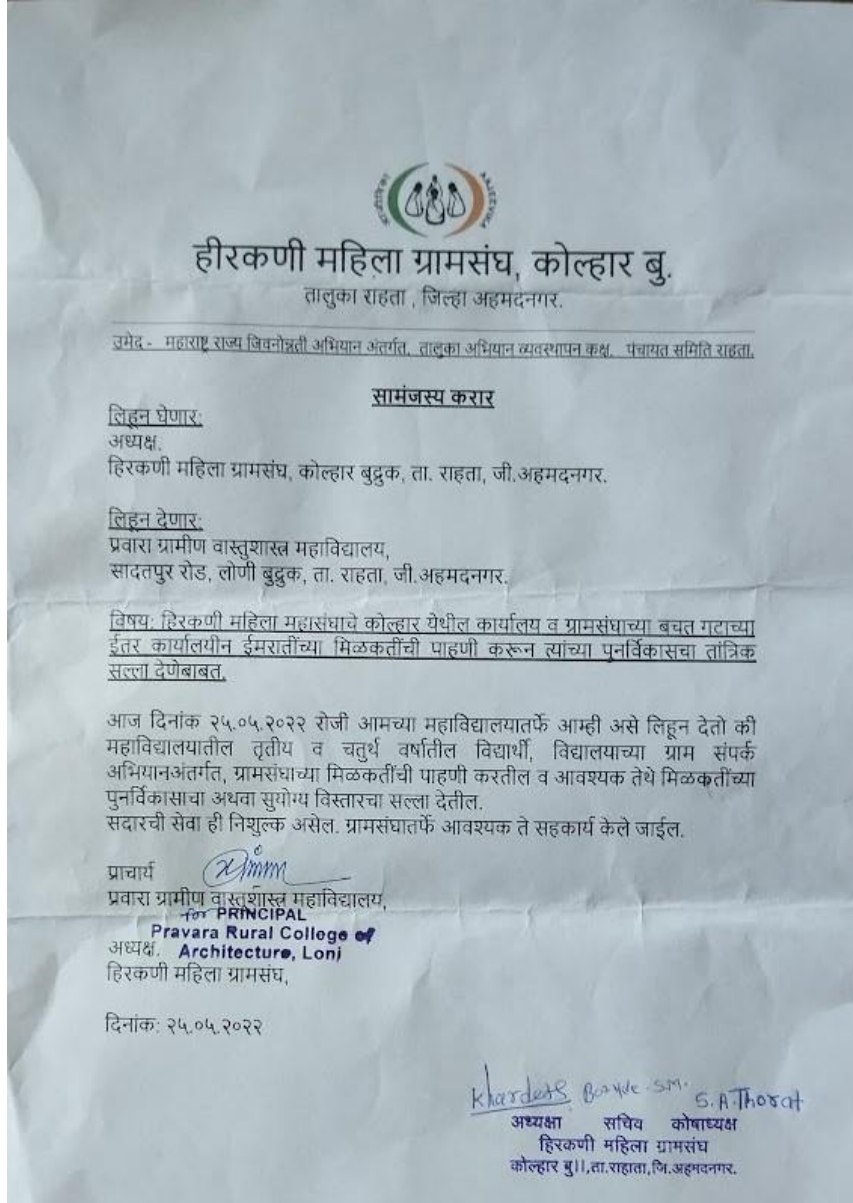 AAJEEVIKA
हीरकणी महिला ग्रामसंघ, कोल्हार बु.
तालुका राहता , जिल्हा अहमदनगर.
उमेद - महाराष्ट्र राज्य जिवनोन्नती अभियान अंतर्गत, तालुका अभियान व्यवस्थापन कक्ष, पंचायत समिति राहता.
सामंजस्य करार
लिहून घेणार:
अध्यक्ष.
हिरकणी महिला ग्रामसंघ, कोल्हार बुद्रुक, ता. राहता, जी.अहमदनगर.
लिहून देणार:
प्रवारा ग्रामीण वास्तुशास्त्र महाविद्यालय,
सादतपुर रोड, लोणी बुद्रुक, ता. राहता, जी.अहमदनगर.
विषय: हिरकणी महिला महासंघाचे कोल्हार येथील कार्यालय व ग्रामसंघाच्या बचत गटाच्या
ईतर कार्यालयीन ईमारतींच्या मिळकतींची पाहणी करून त्यांच्या पुनर्विकासचा तांत्रिक
सल्ला देणेबाबत.
आज दिनांक २५.०५.२०२२ रोजी आमच्या महाविद्यालयातर्फे आम्ही असे लिहून देतो की
महाविद्यालयातील तृतीय व चतुर्थ वर्षातील विद्यार्थी, विद्यालयाच्या ग्राम संपर्क
अभियानअंतर्गत, ग्रामसंघाच्या मिळकतींची पाहणी करतील व आवश्यक तेथे मिळकतींच्या
पुनर्विकासाचा अथवा सुयोग्य विस्तारचा सल्ला देतील.
सदारची सेवा ही निशुल्क असेल. ग्रामसंघातर्फे आवश्यक ते सहकार्य केले जाईल.
प्राचार्य
प्रवारा ग्रामीण वास्तुशास्त्र महाविद्यालय,
for PRINCIPAL
Pravara Rural College of
अध्यक्ष. Architecture, Loni
हिरकणी महिला ग्रामसंघ,
दिनांक: २५.०५.२०२२
S.M. S.A.Thorat
अध्यक्षा सचिव कोषाध्यक्ष
हिरकणी महिला ग्रामसंघ
कोल्हार बु||,ता.राहाता,जि.अहमदनगर.